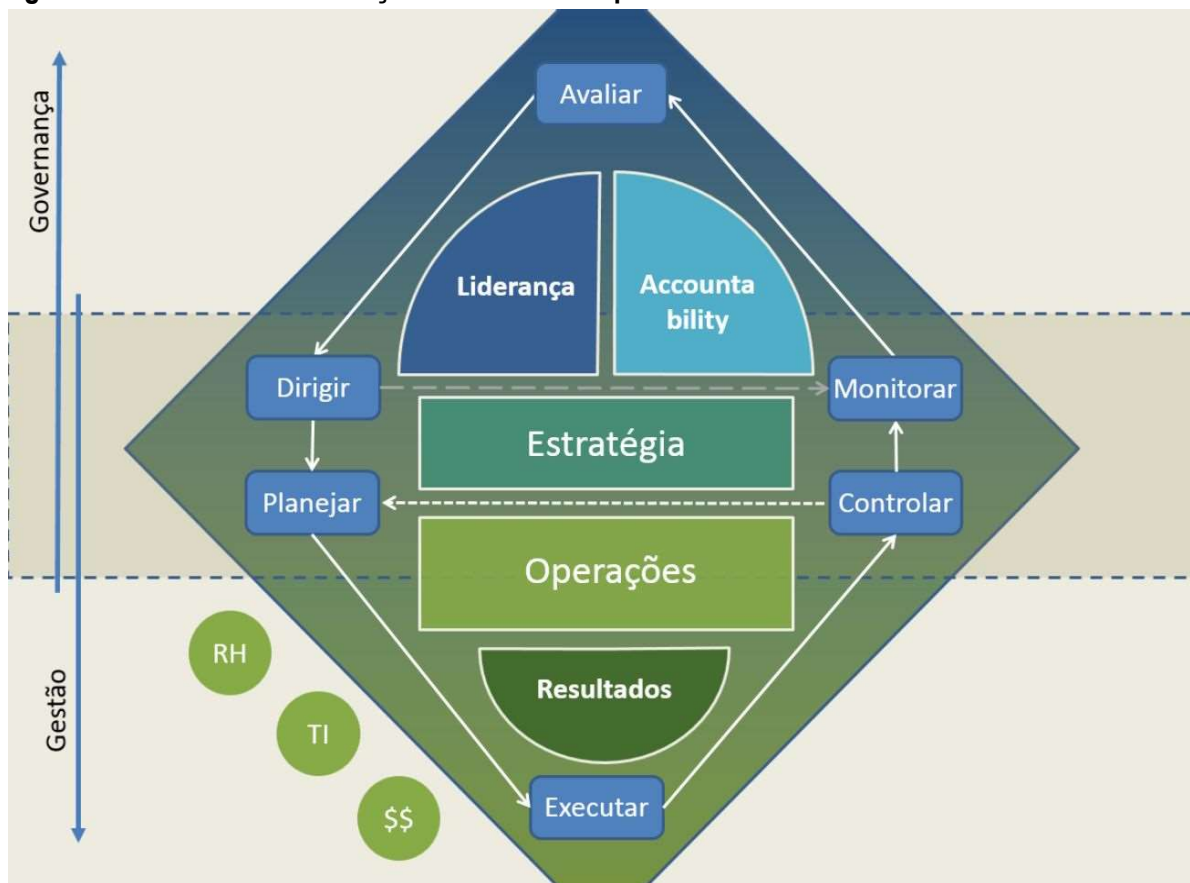 Governança
Avaliar
Liderança
Accounta
bility
Dirigir
Monitorar
Estratégia
Planejar
Controlar
Operações
RH
Resultados
Gestão
TI
Executar
$$